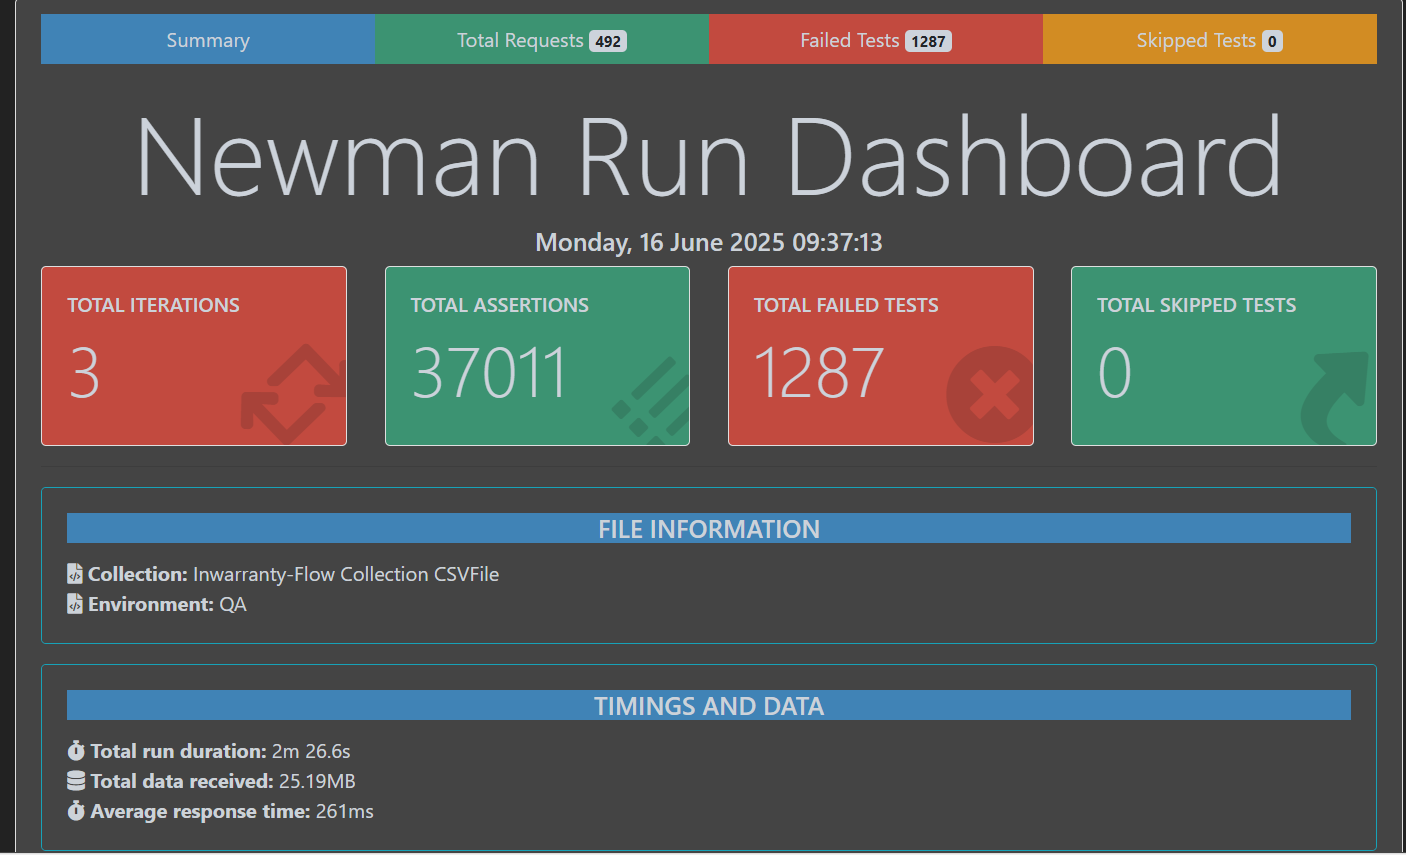 Summary
Total Requests 492
Failed Tests 1287
Skipped Tests 0
Newman Run Dashboard
Monday, 16 June 2025 09:37:13
TOTAL ITERATIONS
3
TOTAL ASSERTIONS
37011
TOTAL FAILED TESTS
1287
TOTAL SKIPPED TESTS
0
FILE INFORMATION
Collection: Inwarranty-Flow Collection CSVFile
Environment: QA
TIMINGS AND DATA
Total run duration: 2m 26.6s
Total data received: 25.19MB
Average response time: 261ms